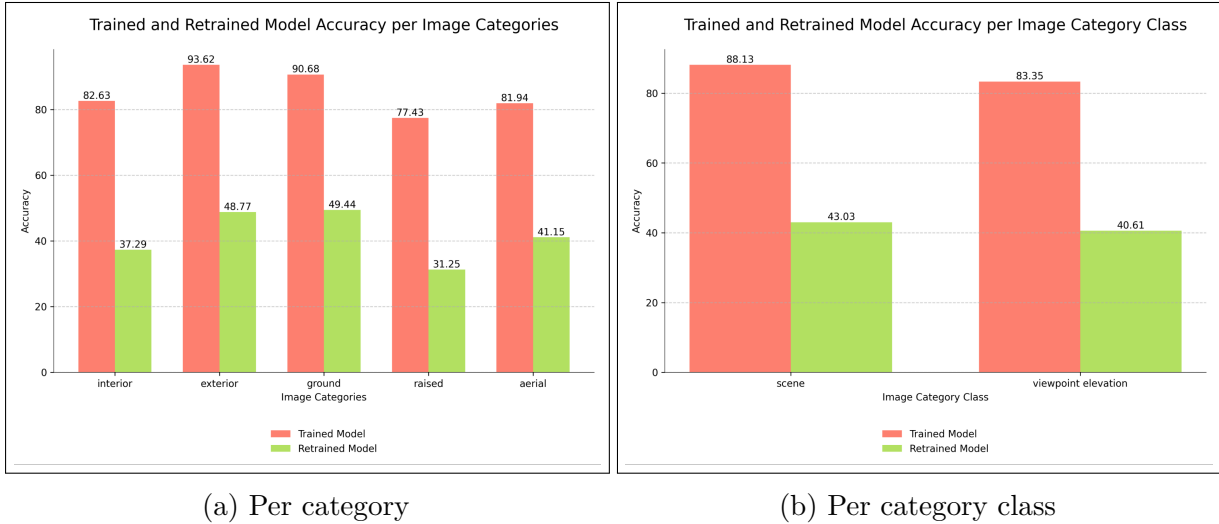 Trained and Retrained Model Accuracy per Image Categories
93.62
90.68
82.63
81.94
77.43
48.77
49.44
41.15
37.29
31.25
80
60
40
20
0
Accuracy
interior exterior ground raised aerial
Image Categories
Trained Model
Retrained Model
(a) Per category
Trained and Retrained Model Accuracy per Image Category Class
88.13
83.35
43.03
40.61
80
60
40
20
0
Accuracy
scene viewpoint elevation
Image Category Class
Trained Model
Retrained Model
(b) Per category class